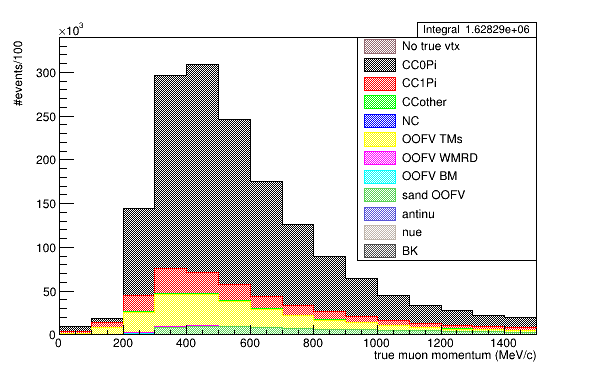 Integral 1.62829e+06
×10³
#events/100
300
250
200
150
100
50
0
No true vtx
CC0Pi
CC1Pi
CCother
NC
OOFV TMs
OOFV WMRD
OOFV BM
sand OOFV
antinu
nue
BK
0 200 400 600 800 1000 1200 1400
true muon momentum (MeV/c)